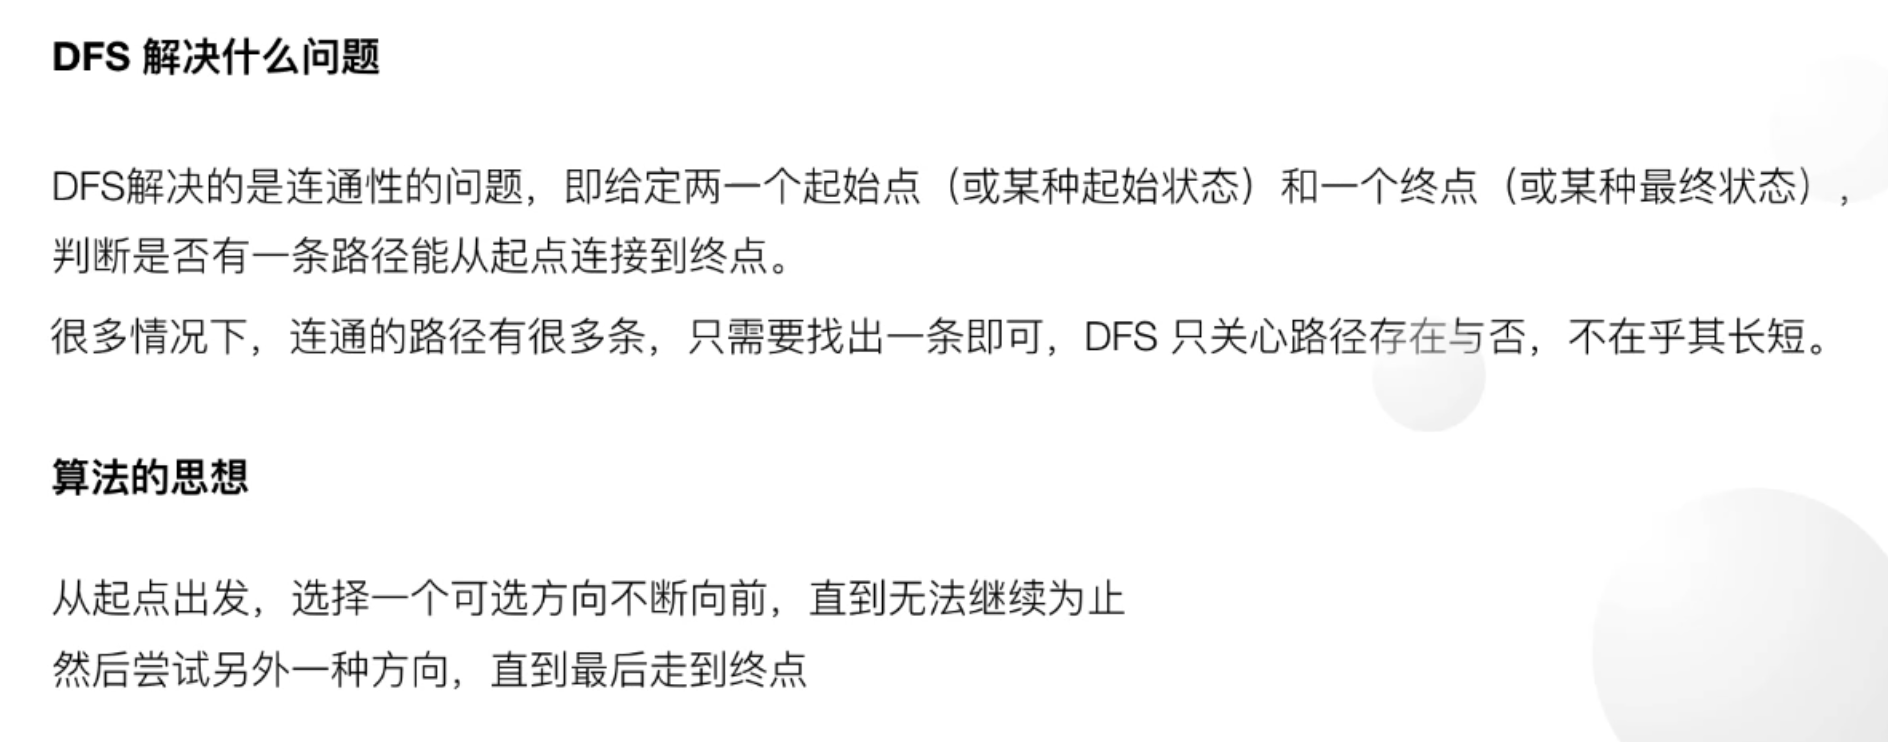 DFS 解决什么问题
DFS解决的是连通性的问题，即给定两一个起始点（或某种起始状态）和一个终点（或某种最终状态），
判断是否有一条路径能从起点连接到终点。
很多情况下，连通的路径有很多条，只需要找出一条即可，DFS 只关心路径存在与否，不在乎其长短。
算法的思想
从起点出发，选择一个可选方向不断向前，直到无法继续为止
然后尝试另外一种方向，直到最后走到终点